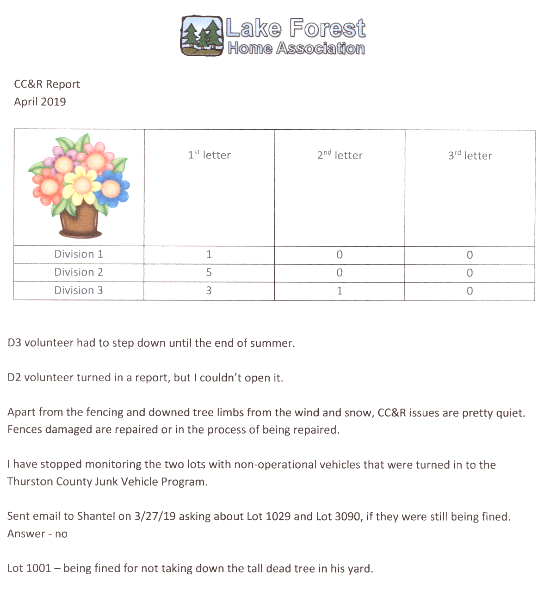 Lake Forest
Home Association
CC&R Report
April 2019
1st letter 2nd letter 3rd letter
Division 1 1 0 0
Division 2 5 0 0
Division 3 3 1 0
D3 volunteer had to step down until the end of summer.
D2 volunteer turned in a report, but I couldn't open it.
Apart from the fencing and downed tree limbs from the wind and snow, CC&R issues are pretty quiet.
Fences damaged are repaired or in the process of being repaired.
I have stopped monitoring the two lots with non-operational vehicles that were turned in to the
Thurston County Junk Vehicle Program.
Sent email to Shantel on 3/27/19 asking about Lot 1029 and Lot 3090, if they were still being fined.
Answer - no
Lot 1001 – being fined for not taking down the tall dead tree in his yard.